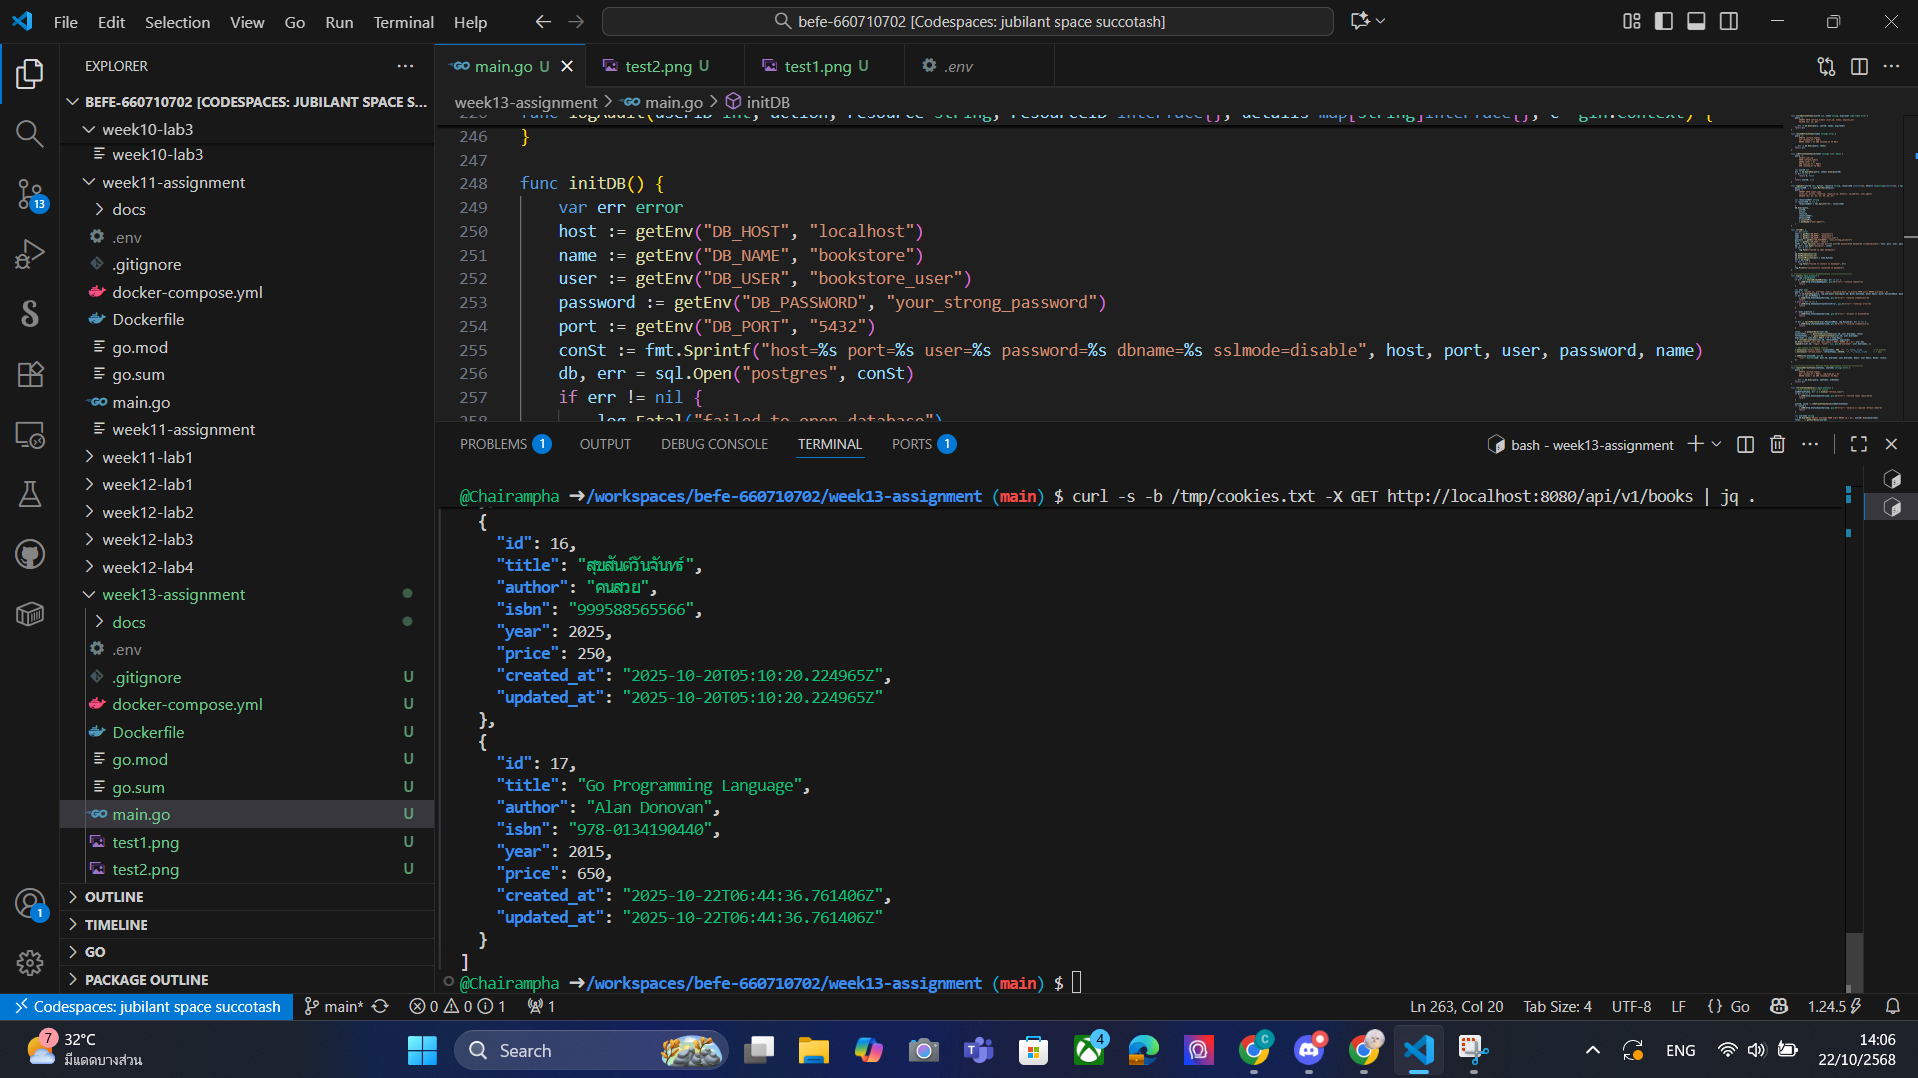 File Edit Selection View Go Run Terminal Help
befe-660710702 [Codespaces: jubilant space succotash]
EXPLORER
BEFE-660710702 [CODESPACES: JUBILANT SPACE S...
week10-lab3
week10-lab3
week11-assignment
docs
.env
.gitignore
docker-compose.yml
Dockerfile
go.mod
go.sum
main.go
week11-assignment
week11-lab1
week12-lab1
week12-lab2
week12-lab3
week12-lab4
week13-assignment
docs
.env
.gitignore U
docker-compose.yml U
Dockerfile U
go.mod U
go.sum U
main.go U
test1.png U
test2.png U
OUTLINE
TIMELINE
GO
PACKAGE OUTLINE
13
1
main.go U test2.png U test1.png U .env
week13-assignment > main.go > initDB
246 }
247
248 func initDB() {
249 var err error
250 host := getEnv("DB_HOST", "localhost")
251 name := getEnv("DB_NAME", "bookstore")
252 user := getEnv("DB_USER", "bookstore_user")
253 password := getEnv("DB_PASSWORD", "your_strong_password")
254 port := getEnv("DB_PORT", "5432")
255 conSt := fmt.Sprintf("host=%s port=%s user=%s password=%s dbname=%s sslmode=disable", host, port, user, password, name)
256 db, err = sql.Open("postgres", conSt)
257 if err != nil {
PROBLEMS 1 OUTPUT DEBUG CONSOLE TERMINAL PORTS 1
bash - week13-assignment
@Chairampha ➜/workspaces/befe-660710702/week13-assignment (main) $ curl -s -b /tmp/cookies.txt -X GET http://localhost:8080/api/v1/books | jq .
{
"id": 16,
"title": "สุขสันต์วันจันทร์",
"author": "คนสวย",
"isbn": "999588565566",
"year": 2025,
"price": 250,
"created_at": "2025-10-20T05:10:20.224965Z",
"updated_at": "2025-10-20T05:10:20.224965Z"
},
{
"id": 17,
"title": "Go Programming Language",
"author": "Alan Donovan",
"isbn": "978-0134190440",
"year": 2015,
"price": 650,
"created_at": "2025-10-22T06:44:36.761406Z",
"updated_at": "2025-10-22T06:44:36.761406Z"
}
]
@Chairampha ➜/workspaces/befe-660710702/week13-assignment (main) $
Codespaces: jubilant space succotash main* 0 0 1 1
Ln 263, Col 20 Tab Size: 4 UTF-8 LF {} Go 1.24.5
7
32°C
มีแดดบางส่วน
Search
4
ENG
14:06
22/10/2568